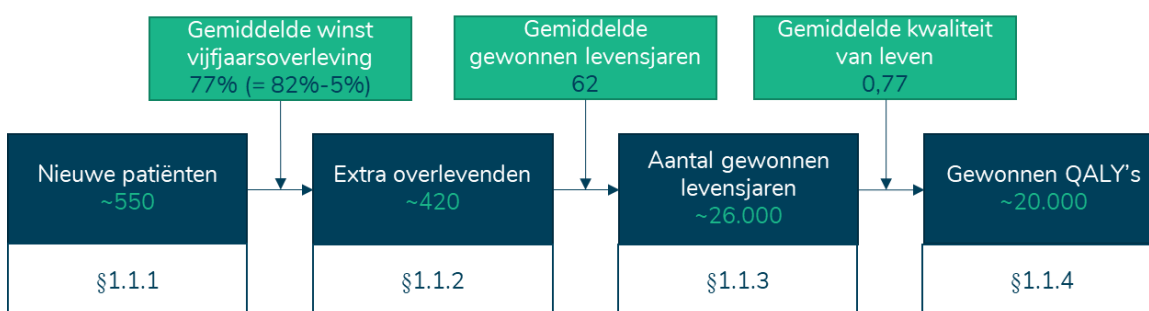 Gemiddelde winst
vijfjaarsoverleving
77% (= 82%-5%)
Gemiddelde
gewonnen levensjaren
62
Gemiddelde kwaliteit
van leven
0,77
Nieuwe patiënten
~550
Extra overlevenden
~420
Aantal gewonnen
levensjaren
~26.000
Gewonnen QALY's
~20.000
§1.1.1
§1.1.2
§1.1.3
§1.1.4